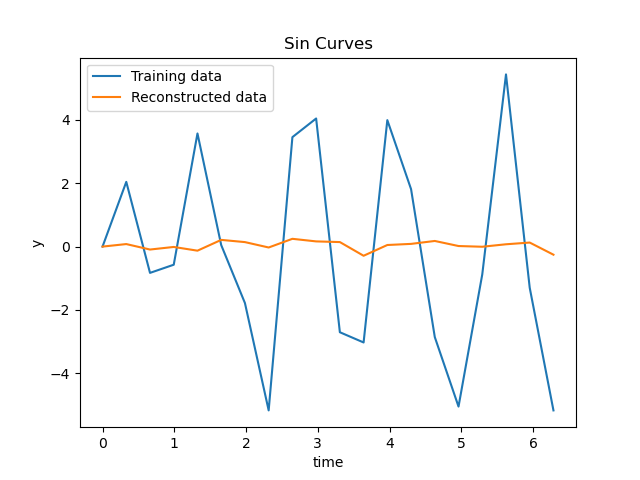 Sin Curves
Training data
Reconstructed data
4
2
0
−2
−4
y
0 1 2 3 4 5 6
time